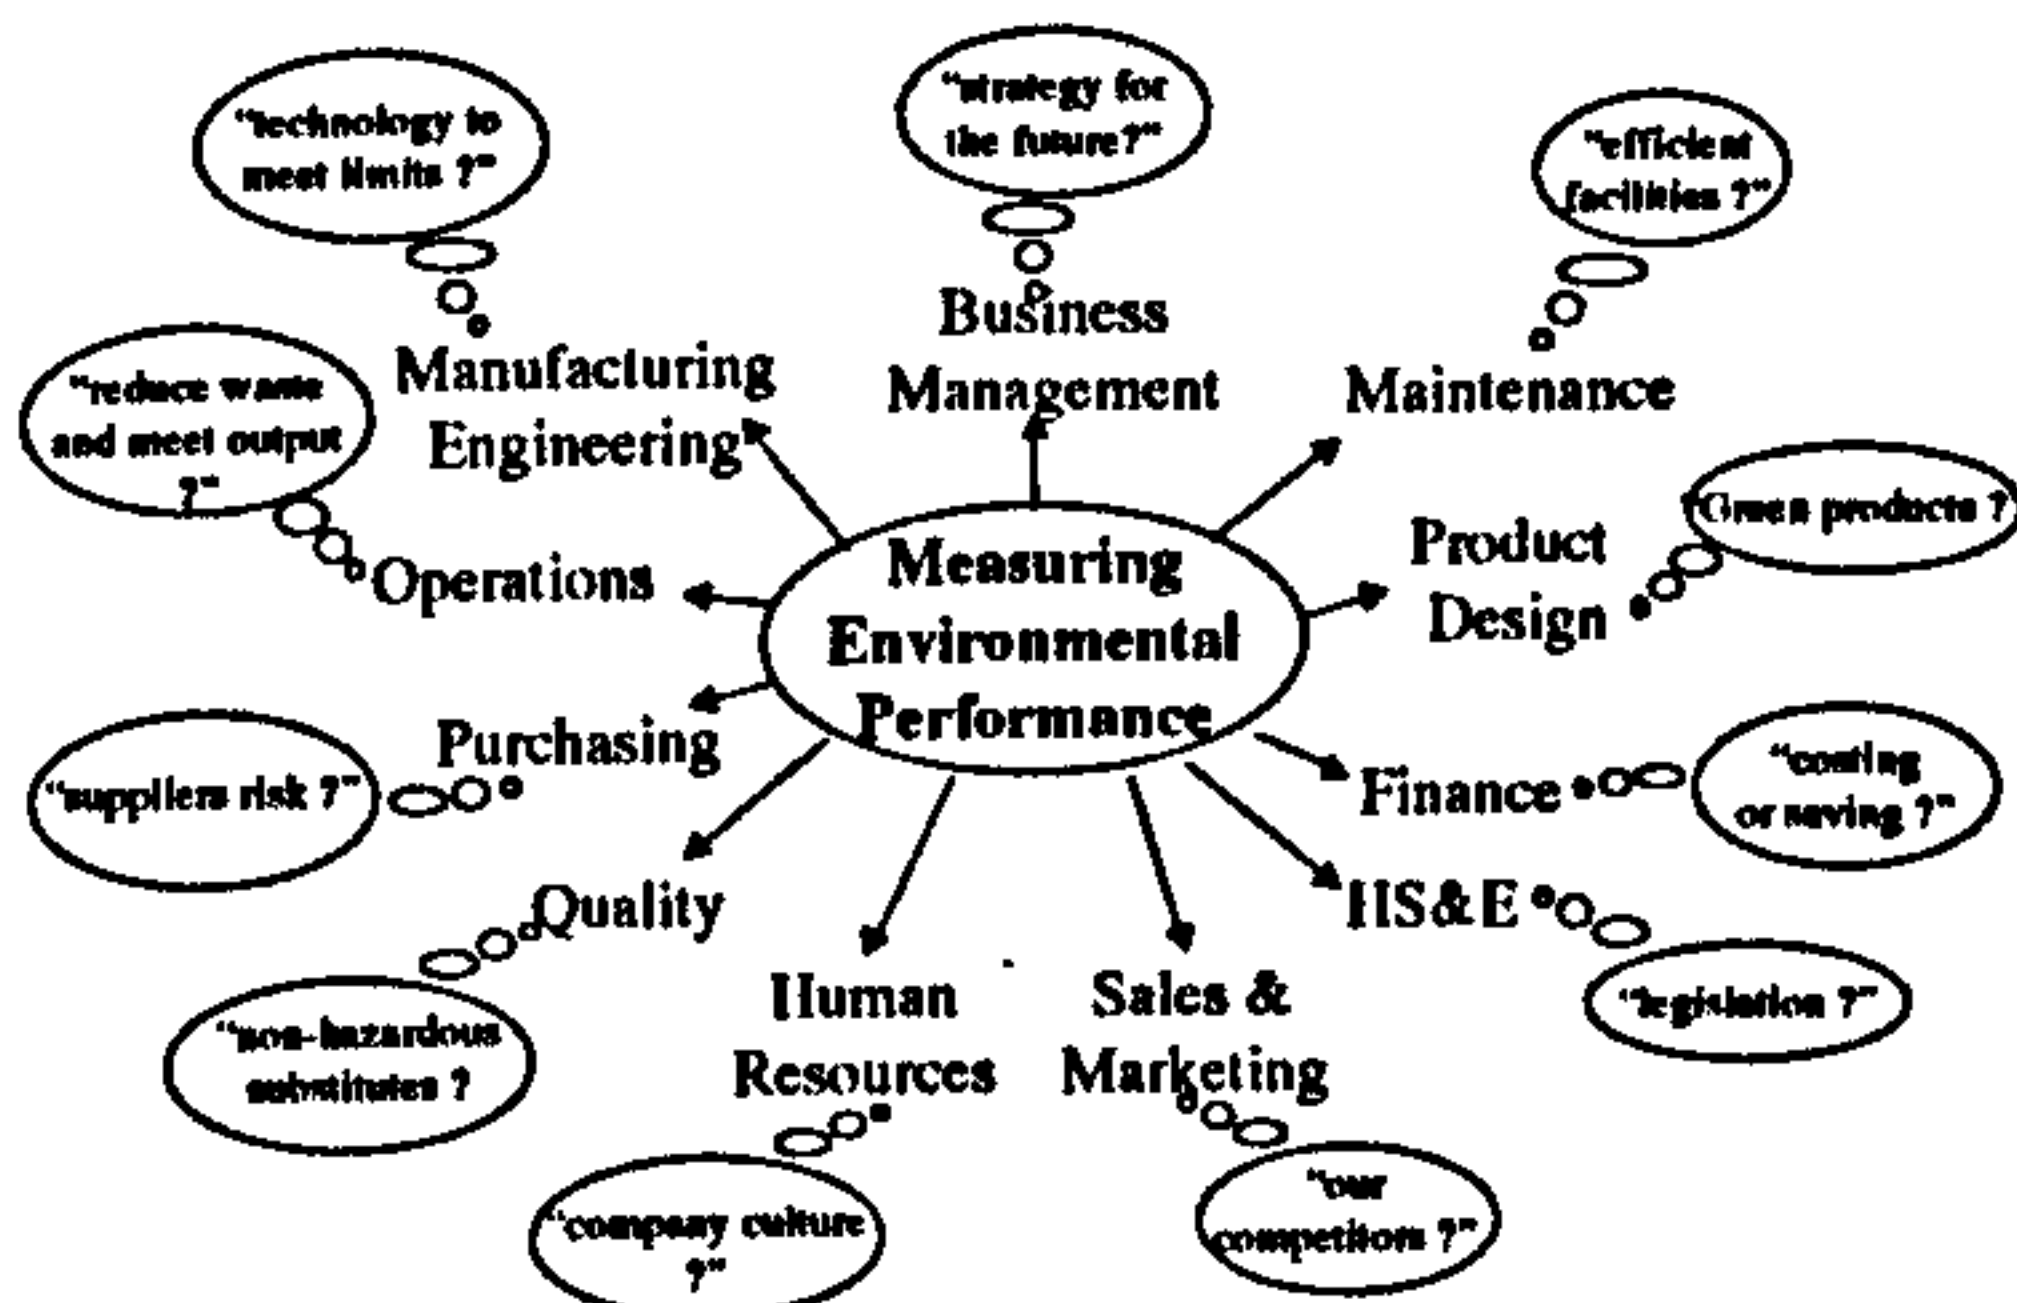 "technology to
meet limits ?"
"strategy for
the future?"
"efficient
facilities ?"
Manufacturing
Engineering
Business
Management
Maintenance
"reduce waste
and meet output
?"
Operations
Product
Design
"Green products ?
Measuring
Environmental
Performance
Purchasing
"suppliers risk ?"
Finance
"costing
or saving ?"
Quality
"non-hazardous
substitutes ?
HS&E
"legislation ?"
Human
Resources
"company culture
?"
Sales &
Marketing
"our
competitors ?"